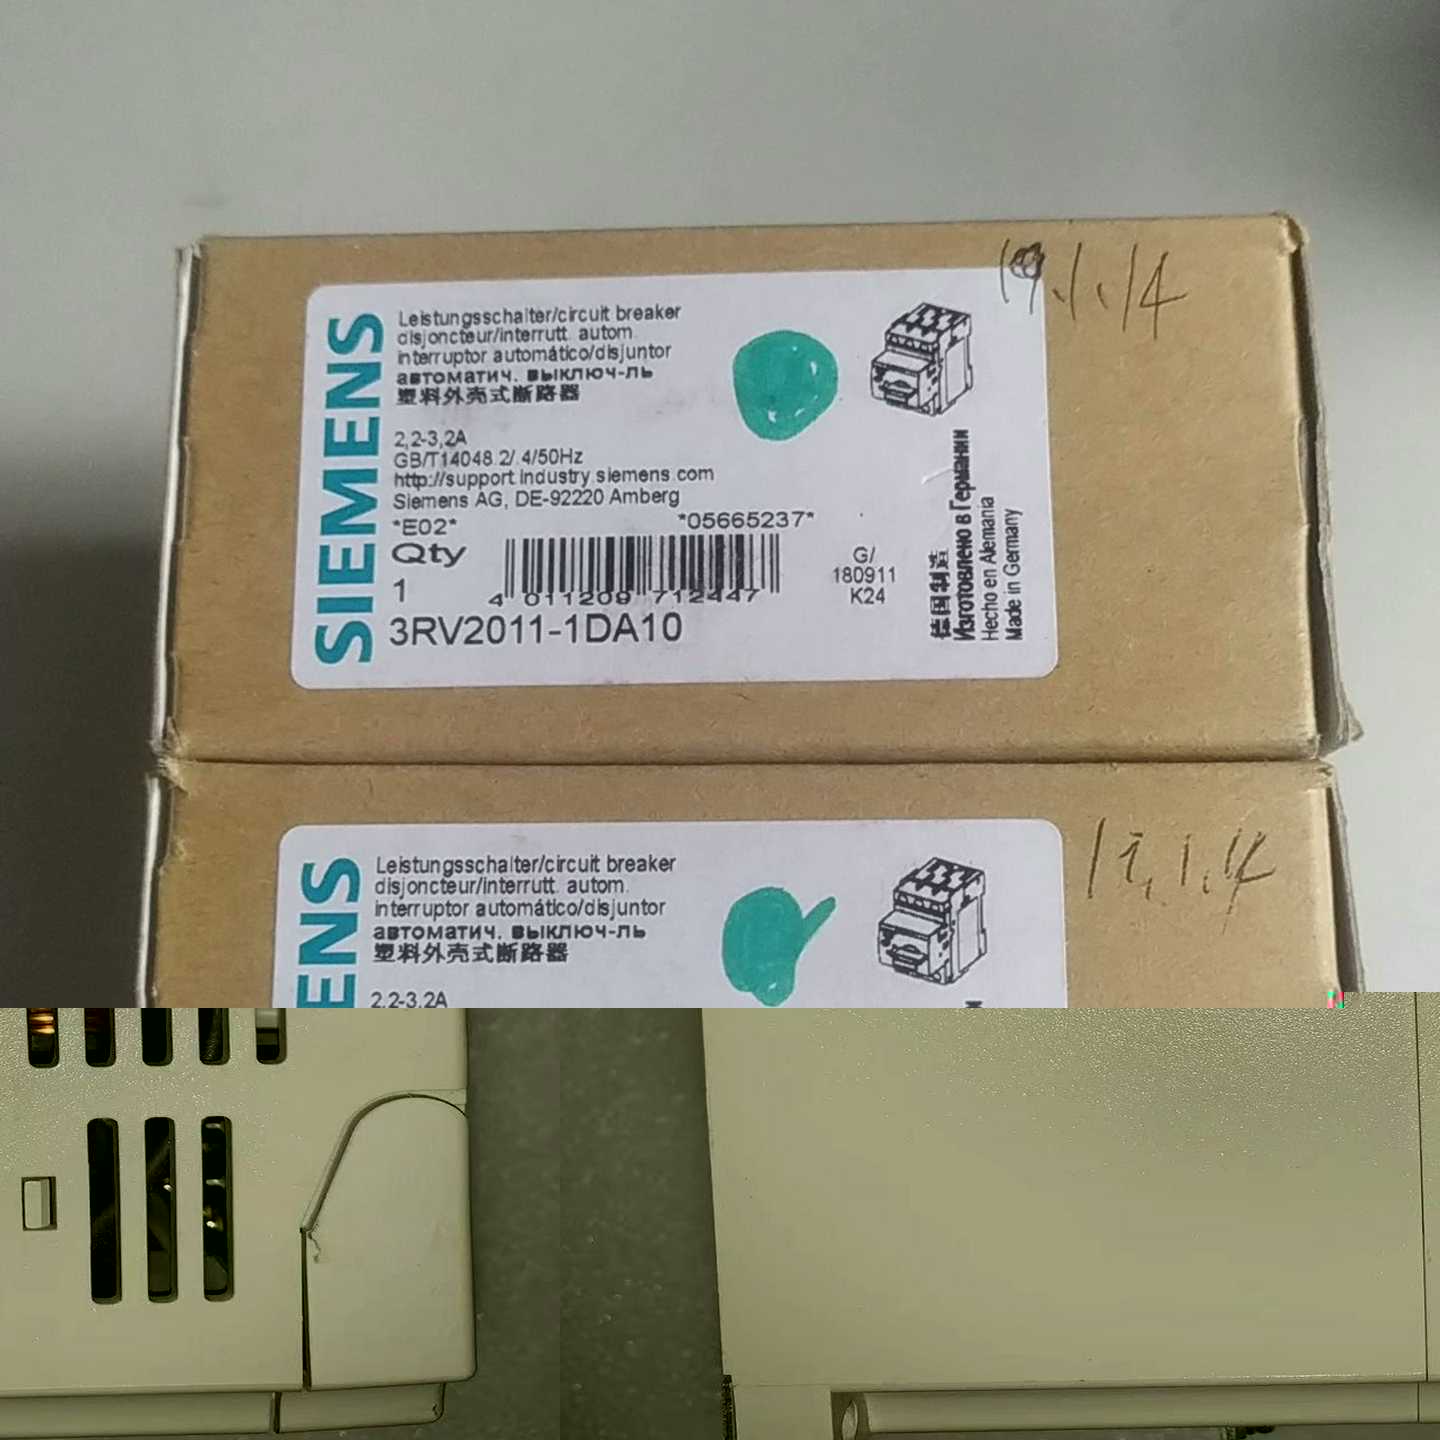 19.1.14
SIEMENS
Leistungsschalter/circuit breaker
disjoncteur/interrutt. autom.
interruptor automático/disjuntor
автоматич. выключ-ль
塑料外壳式断路器
2,2-3,2A
GB/T14048.2/.4/50Hz
http://support.industry.siemens.com
Siemens AG, DE-92220 Amberg
*E02*
*05665237*
Qty
1
4 011209 712447
3RV2011-1DA10
G/
180911
K24
德国制造
Изготовлено в Германии
Hecho en Alemania
Made in Germany
ENS
Leistungsschalter/circuit breaker
disjoncteur/interrutt. autom.
interruptor automático/disjuntor
автоматич. выключ-ль
塑料外壳式断路器
2,2-3,2A